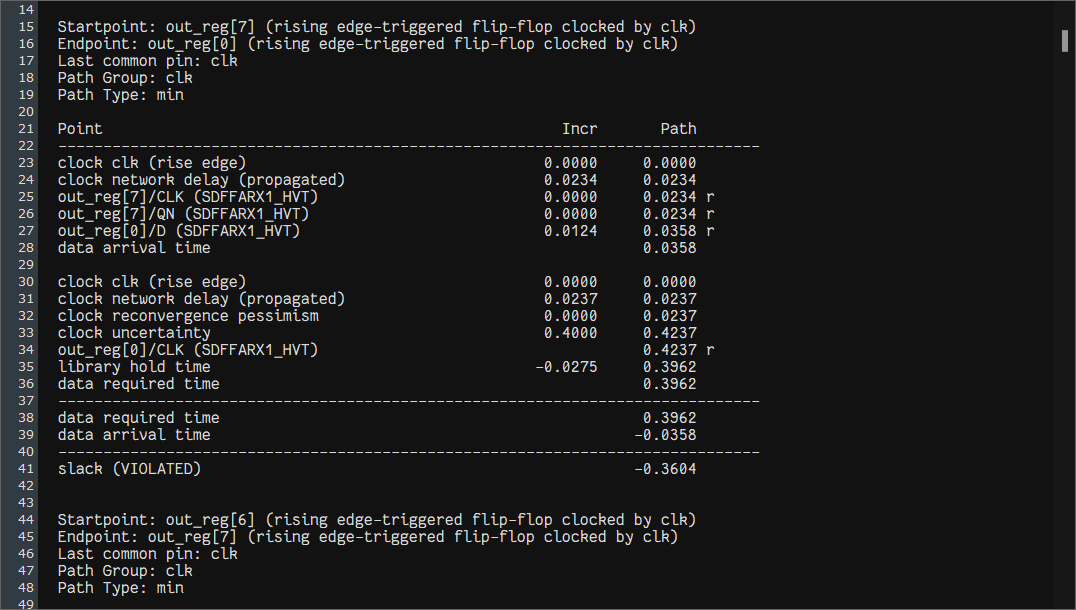 14
15 Startpoint: out_reg[7] (rising edge-triggered flip-flop clocked by clk)
16 Endpoint: out_reg[0] (rising edge-triggered flip-flop clocked by clk)
17 Last common pin: clk
18 Path Group: clk
19 Path Type: min
20
21 Point Incr Path
22 ------------------------------------------------------------------------------
23 clock clk (rise edge) 0.0000 0.0000
24 clock network delay (propagated) 0.0234 0.0234
25 out_reg[7]/CLK (SDFFARX1_HVT) 0.0000 0.0234 r
26 out_reg[7]/QN (SDFFARX1_HVT) 0.0000 0.0234 r
27 out_reg[0]/D (SDFFARX1_HVT) 0.0124 0.0358 r
28 data arrival time 0.0358
29
30 clock clk (rise edge) 0.0000 0.0000
31 clock network delay (propagated) 0.0237 0.0237
32 clock reconvergence pessimism 0.0000 0.0237
33 clock uncertainty 0.4000 0.4237
34 out_reg[0]/CLK (SDFFARX1_HVT) 0.4237 r
35 library hold time -0.0275 0.3962
36 data required time 0.3962
37 ------------------------------------------------------------------------------
38 data required time 0.3962
39 data arrival time -0.0358
40 ------------------------------------------------------------------------------
41 slack (VIOLATED) -0.3604
42
43
44 Startpoint: out_reg[6] (rising edge-triggered flip-flop clocked by clk)
45 Endpoint: out_reg[7] (rising edge-triggered flip-flop clocked by clk)
46 Last common pin: clk
47 Path Group: clk
48 Path Type: min
49